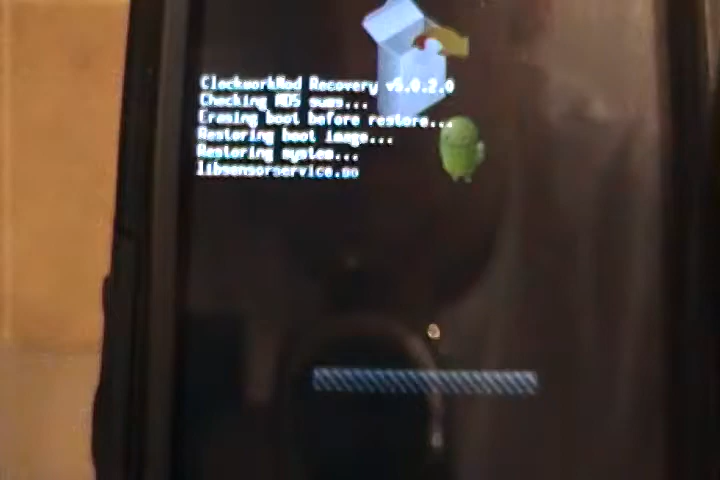 ClockworkMod Recovery v5.0.2.0
Checking MD5 sums...
Erasing boot before restore...
Restoring boot image...
Restoring system...
libsensorservice.so